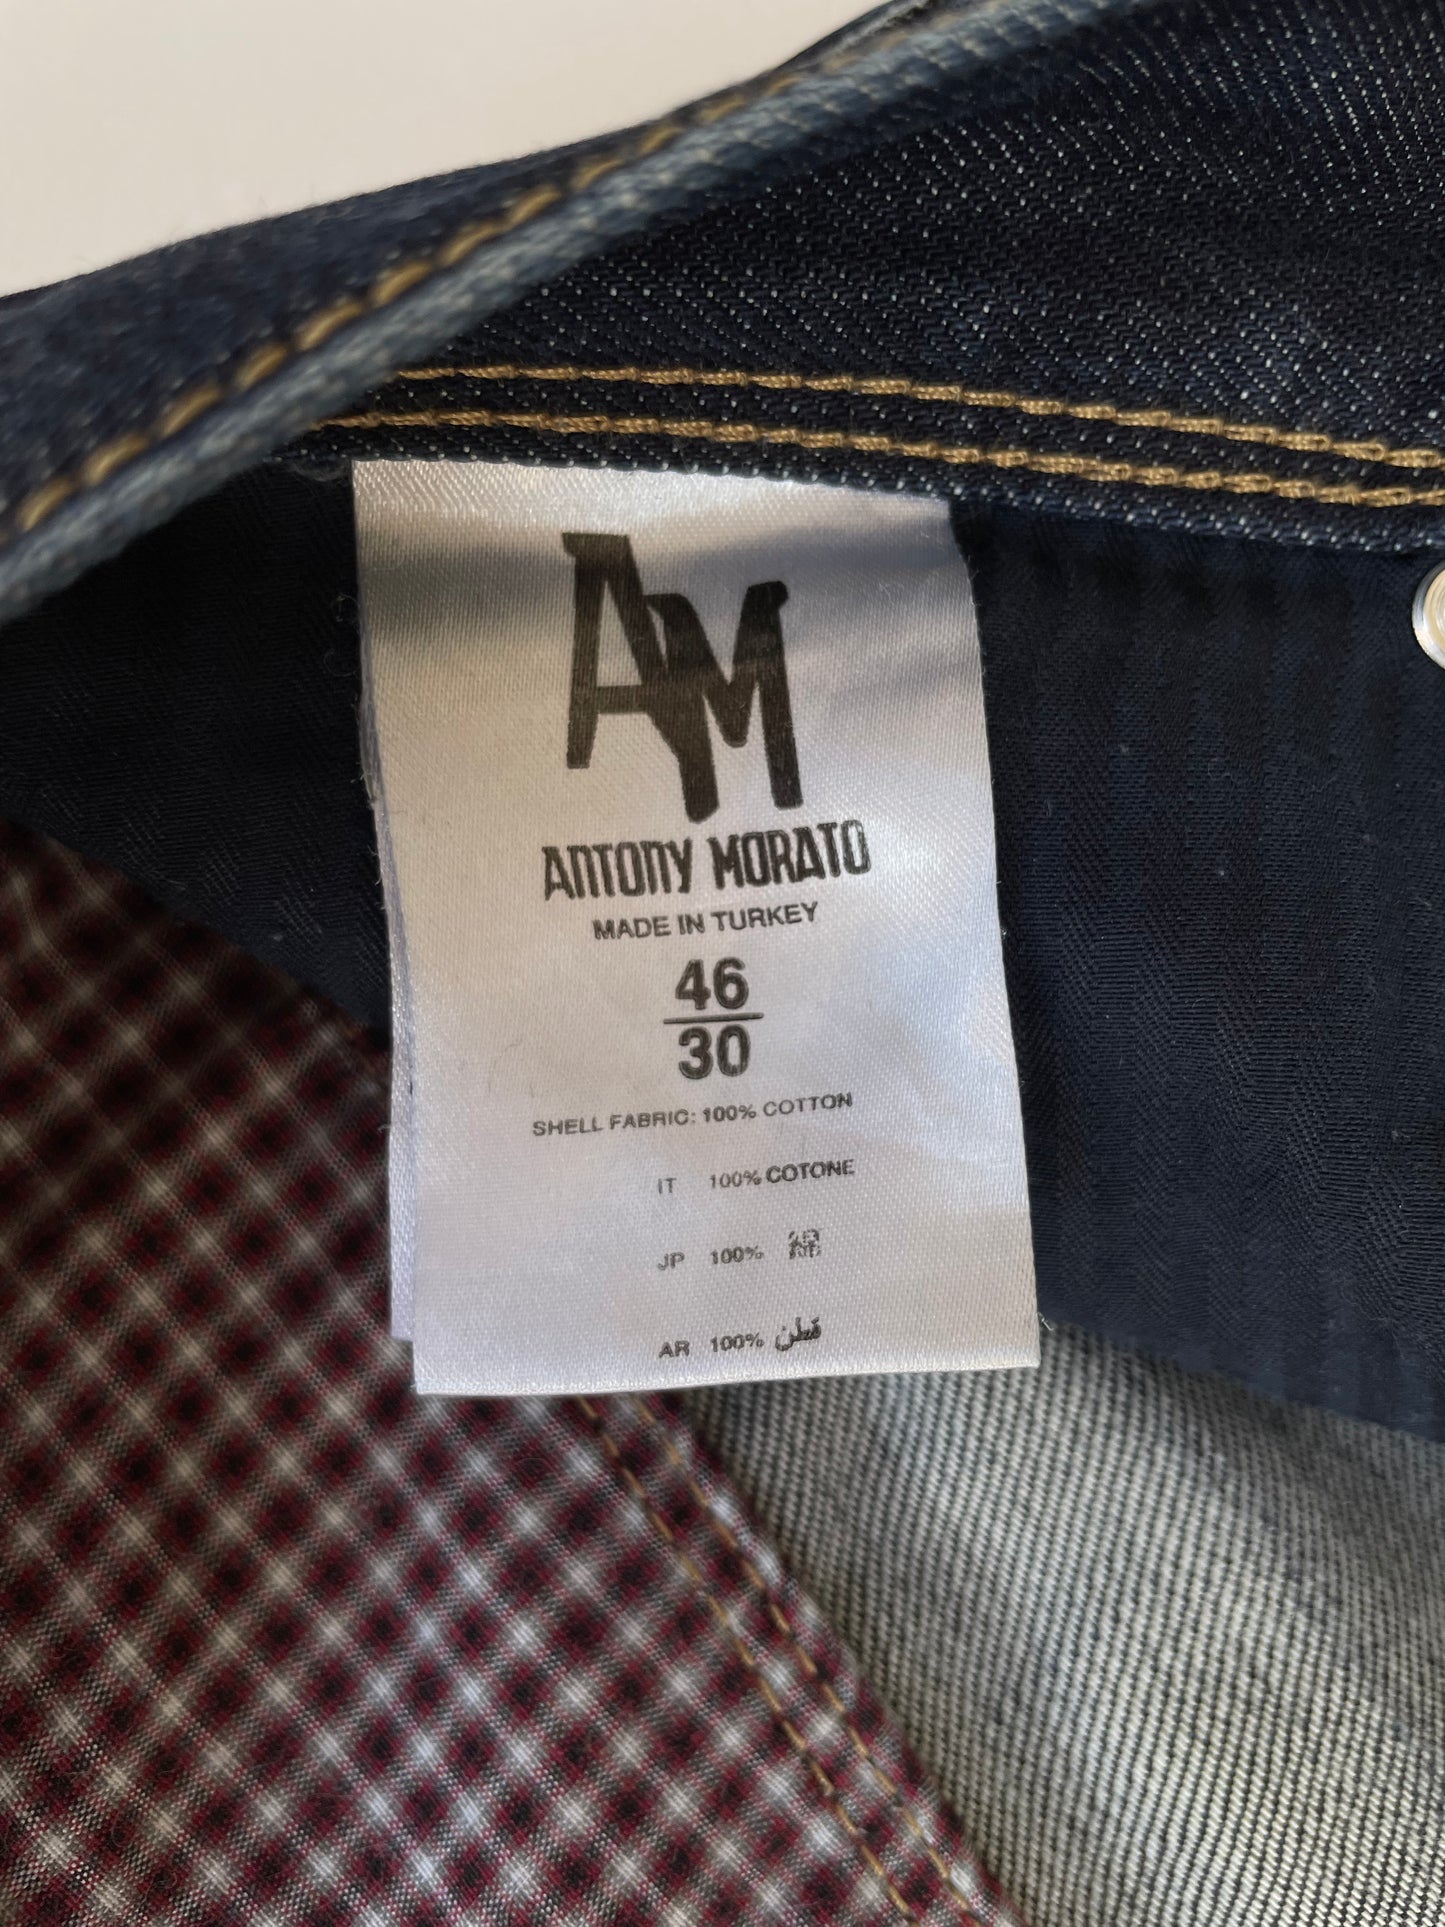 AM
ANTONY MORATO
MADE IN TURKEY
46
30
SHELL FABRIC: 100% COTTON
IT 100% COTONE
JP 100%
AR 100% قطن